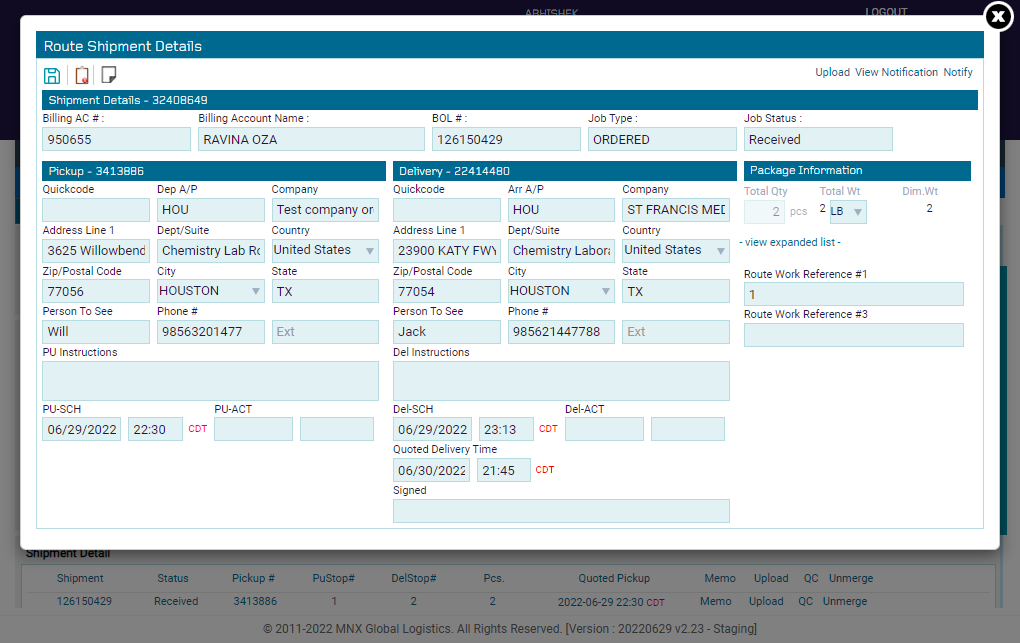 ABHISHEK LOGOUT
Route Shipment Details
Upload View Notification Notify
Shipment Details - 32408649
Billing AC # : Billing Account Name : BOL # : Job Type : Job Status :
950655 RAVINA OZA 126150429 ORDERED Received
Pickup - 3413886 Delivery - 22414480 Package Information
Quickcode Dep A/P Company Quickcode Arr A/P Company Total Qty Total Wt Dim.Wt
HOU Test company or HOU ST FRANCIS MED 2 pcs 2 LB 2
Address Line 1 Dept/Suite Country Address Line 1 Dept/Suite Country
3625 Willowbend Chemistry Lab Ro United States 23900 KATY FWY Chemistry Labora United States - view expanded list -
Zip/Postal Code City State Zip/Postal Code City State Route Work Reference #1
77056 HOUSTON TX 77054 HOUSTON TX 1
Person To See Phone # Person To See Phone # Route Work Reference #3
Will 98563201477 Ext Jack 985621447788 Ext
PU Instructions Del Instructions
PU-SCH PU-ACT Del-SCH Del-ACT
06/29/2022 22:30 CDT 06/29/2022 23:13 CDT
Quoted Delivery Time
06/30/2022 21:45 CDT
Signed
Shipment Detail
Shipment Status Pickup # PuStop# DelStop# Pcs. Quoted Pickup Memo Upload QC Unmerge
126150429 Received 3413886 1 2 2 2022-06-29 22:30 CDT Memo Upload QC Unmerge
© 2011-2022 MNX Global Logistics. All Rights Reserved. [Version : 20220629 v2.23 - Staging]